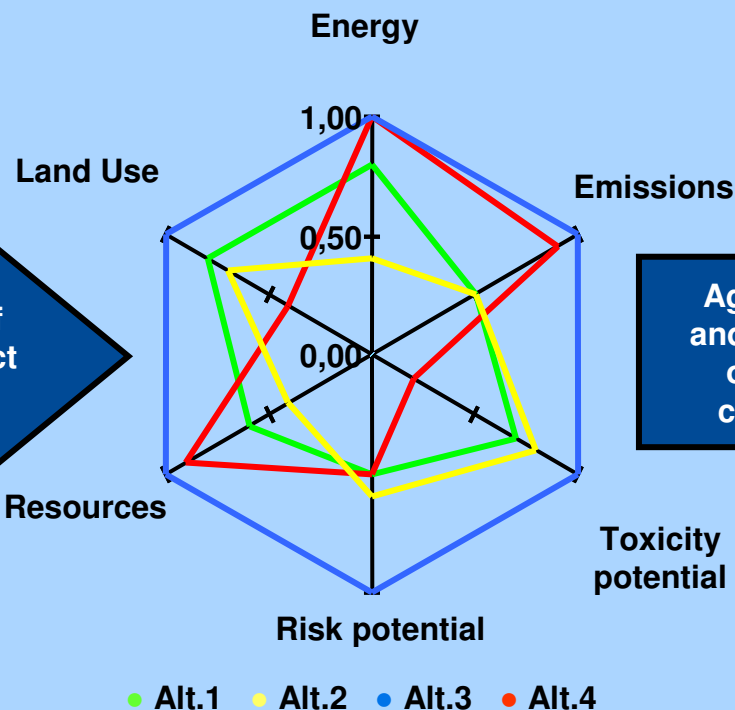 Energy
1,00
Land Use
Emissions
0,50
0,00
Resources
Toxicity
potential
Risk potential
Alt.1 Alt.2 Alt.3 Alt.4